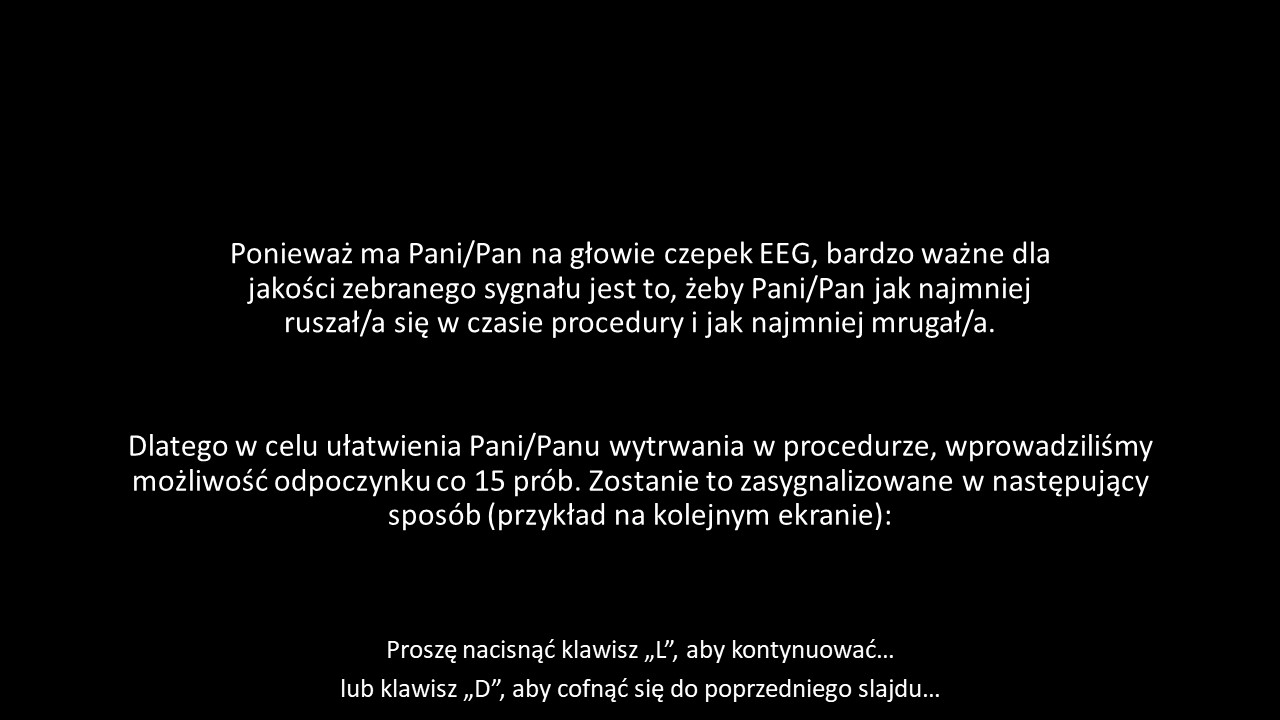 Ponieważ ma Pani/Pan na głowie czepek EEG, bardzo ważne dla
jakości zebranego sygnału jest to, żeby Pani/Pan jak najmniej
ruszał/a się w czasie procedury i jak najmniej mrugał/a.
Dlatego w celu ułatwienia Pani/Panu wytrwania w procedurze, wprowadziliśmy
możliwość odpoczynku co 15 prób. Zostanie to zasygnalizowane w następujący
sposób (przykład na kolejnym ekranie):
Proszę nacisnąć klawisz „L”, aby kontynuować…
lub klawisz „D”, aby cofnąć się do poprzedniego slajdu…